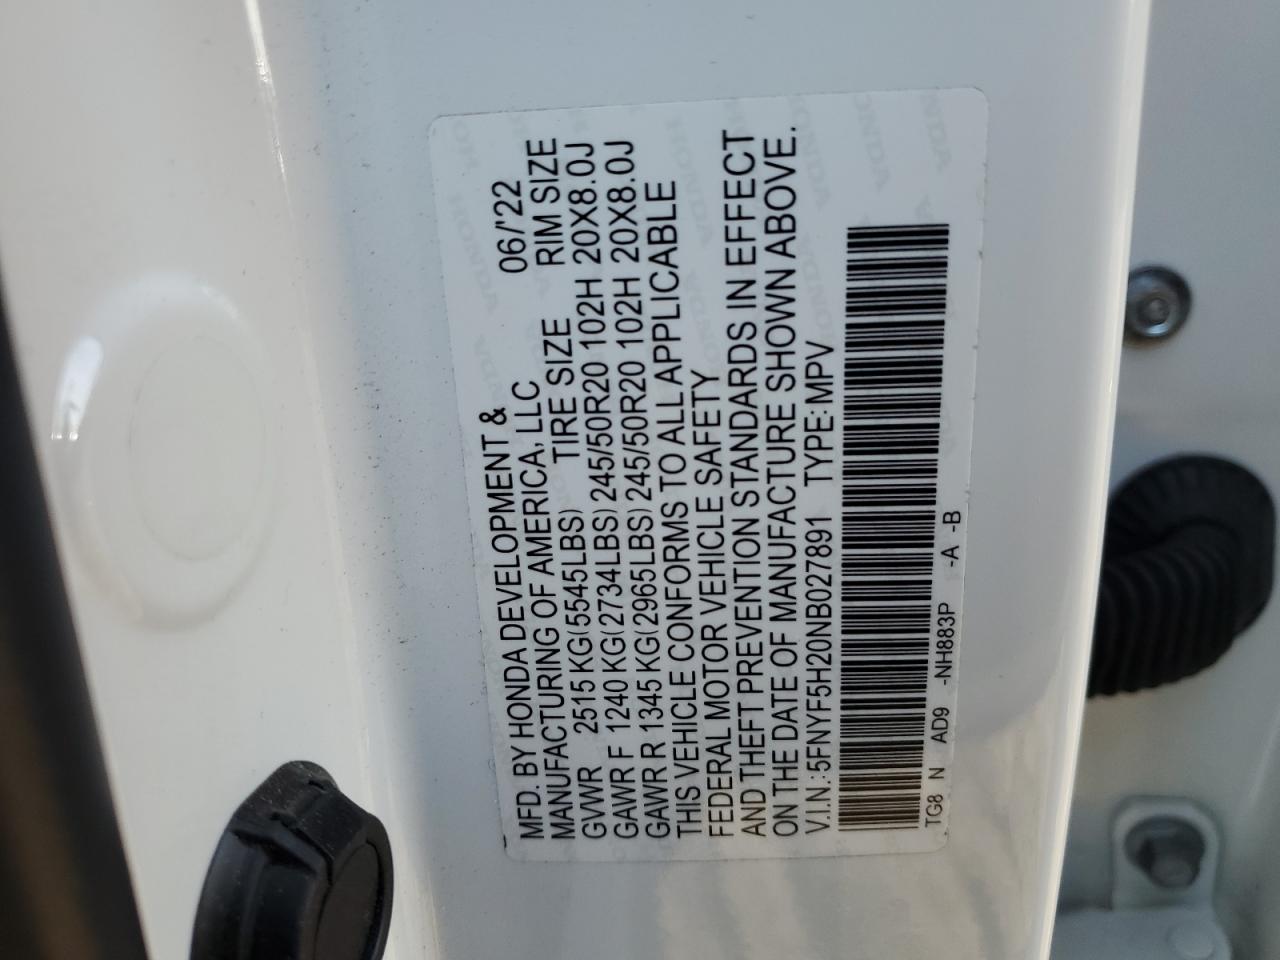 MFD. BY HONDA DEVELOPMENT &
MANUFACTURING OF AMERICA, LLC 06/'22
GVWR 2515 KG(5545LBS) TIRE SIZE RIM SIZE
GAWR F 1240 KG(2734LBS) 245/50R20 102H 20X8.0J
GAWR R 1345 KG(2965LBS) 245/50R20 102H 20X8.0J
THIS VEHICLE CONFORMS TO ALL APPLICABLE
FEDERAL MOTOR VEHICLE SAFETY
AND THEFT PREVENTION STANDARDS IN EFFECT
ON THE DATE OF MANUFACTURE SHOWN ABOVE.
V.I.N.: 5FNYF5H20NB027891 TYPE: MPV
TG8 N AD9 -NH883P -A -B